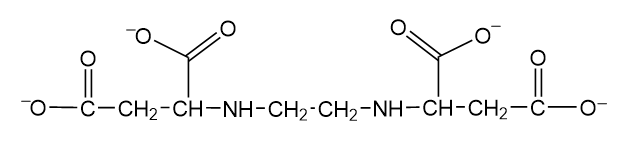 ⁻O O O O⁻ O
O
⁻O—C—CH₂—CH—NH—CH₂—CH₂—NH—CH—CH₂—C—O⁻